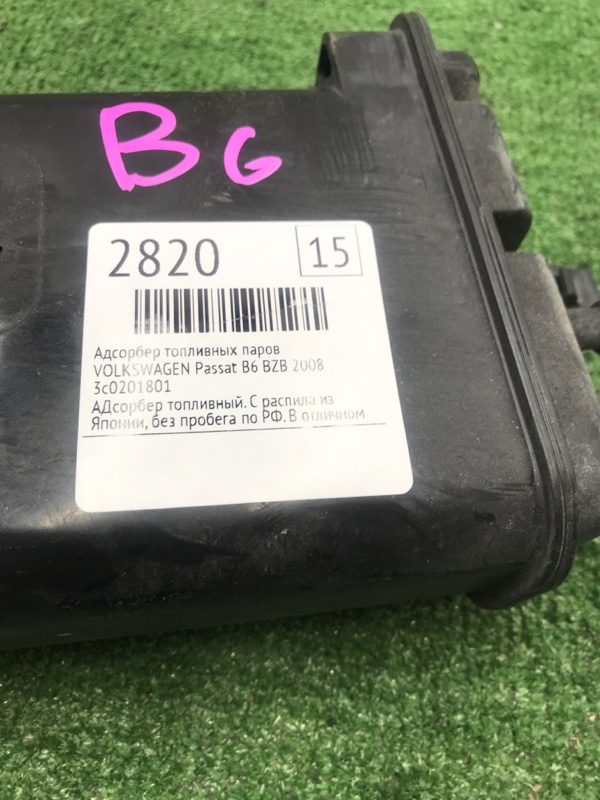 B6
2820 15
Адсорбер топливных паров
VOLKSWAGEN Passat B6 BZB 2008
3c0201801
АДсорбер топливный. С распила из
Японии, без пробега по РФ. В отличном